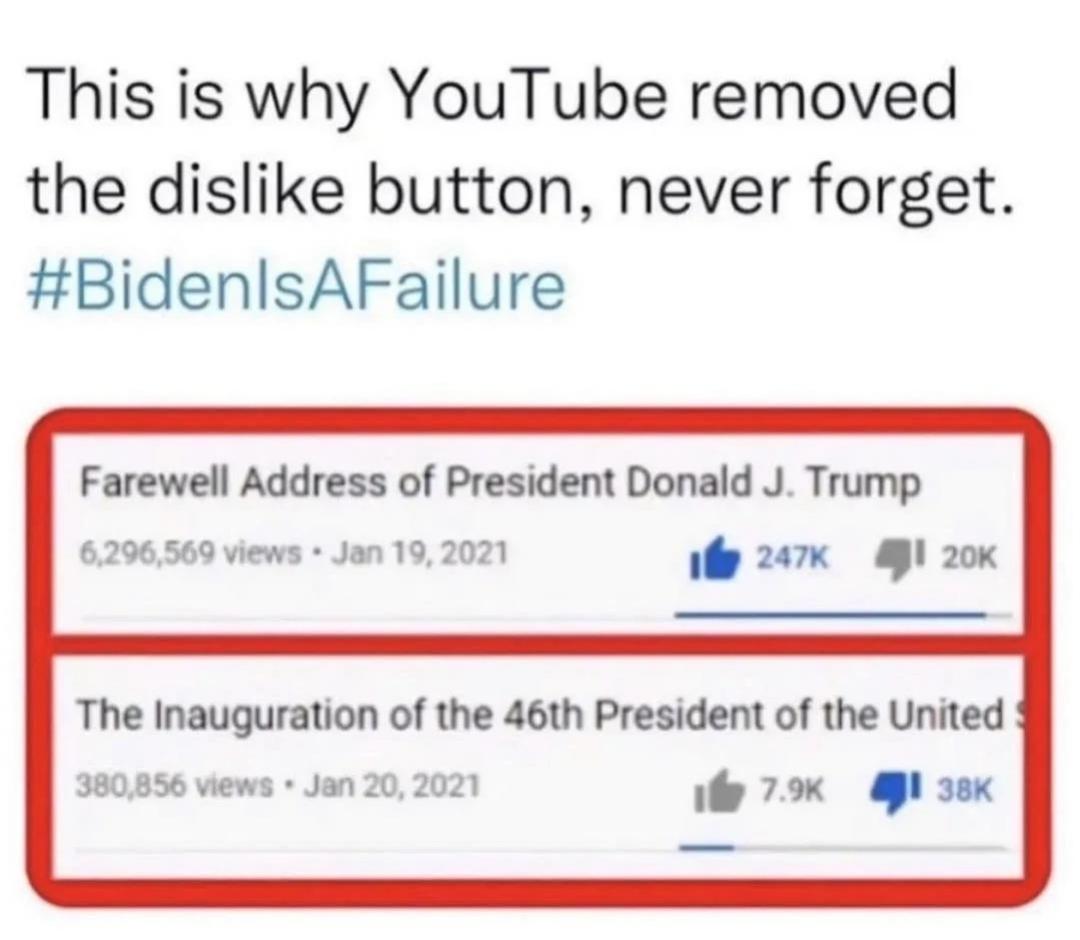 This is why YouTube removed
the dislike button, never forget.
#BidenIsAFailure
Farewell Address of President Donald J. Trump
6,296,569 views • Jan 19, 2021 247K 20K
The Inauguration of the 46th President of the United S
380,856 views • Jan 20, 2021 7.9K 38K